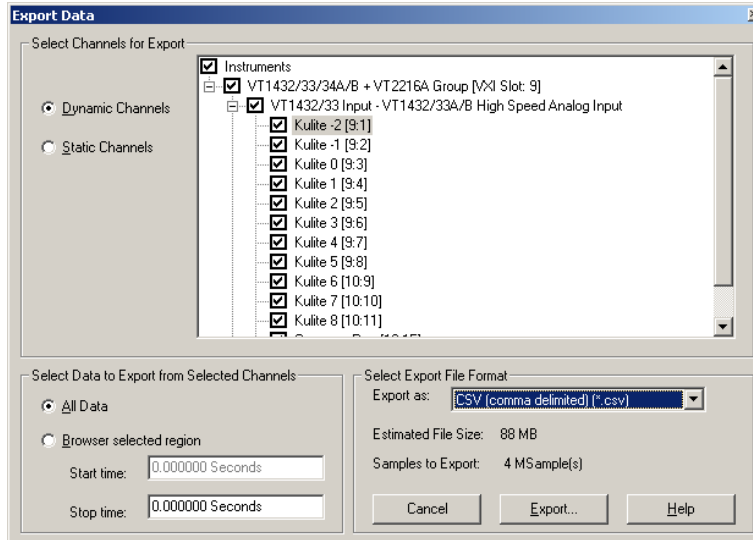 Export Data
Select Channels for Export
Dynamic Channels
Static Channels
Instruments
VT1432/33/34A/B + VT2216A Group [VXI Slot: 9]
VT1432/33 Input - VT1432/33A/B High Speed Analog Input
Kulite -2 [9:1]
Kulite -1 [9:2]
Kulite 0 [9:3]
Kulite 1 [9:4]
Kulite 2 [9:5]
Kulite 3 [9:6]
Kulite 4 [9:7]
Kulite 5 [9:8]
Kulite 6 [10:9]
Kulite 7 [10:10]
Kulite 8 [10:11]
Select Data to Export from Selected Channels
All Data
Browser selected region
Start time: 0.000000 Seconds
Stop time: 0.000000 Seconds
Select Export File Format
Export as: CSV (comma delimited) (*.csv)
Estimated File Size: 88 MB
Samples to Export: 4 MSample(s)
Cancel Export... Help